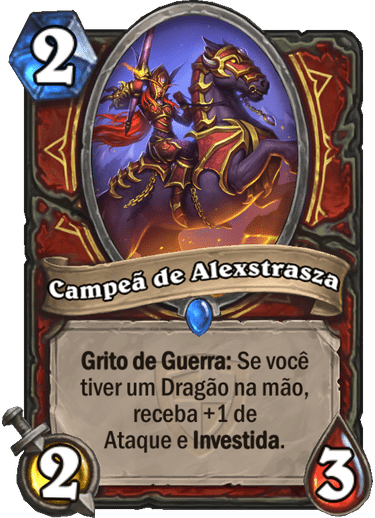 2
Campeã de Alexstrasza
Grito de Guerra: Se você
tiver um Dragão na mão,
receba +1 de
Ataque e Investida.
2
3